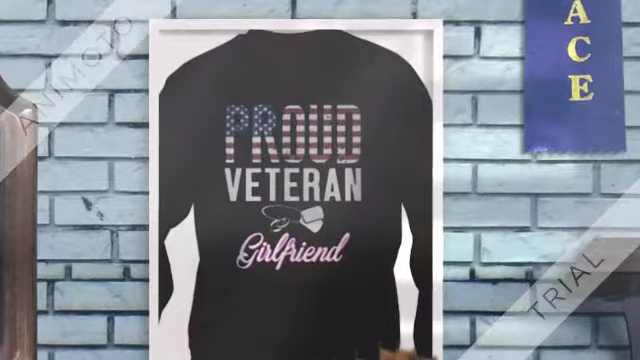 ACE
PROUD
VETERAN
Girlfriend
ANIMOTO
TRIAL